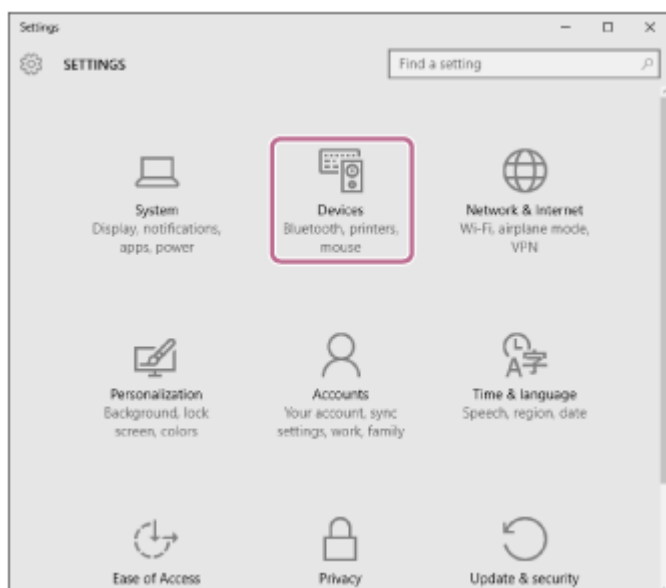 Settings
SETTINGS
Find a setting
System
Display, notifications,
apps, power
Devices
Bluetooth, printers,
mouse
Network & Internet
Wi-Fi, airplane mode,
VPN
Personalization
Background, lock
screen, colors
Accounts
Your account, sync
settings, work, family
A字
Time & language
Speech, region, date
Ease of Access
Privacy
Update & security